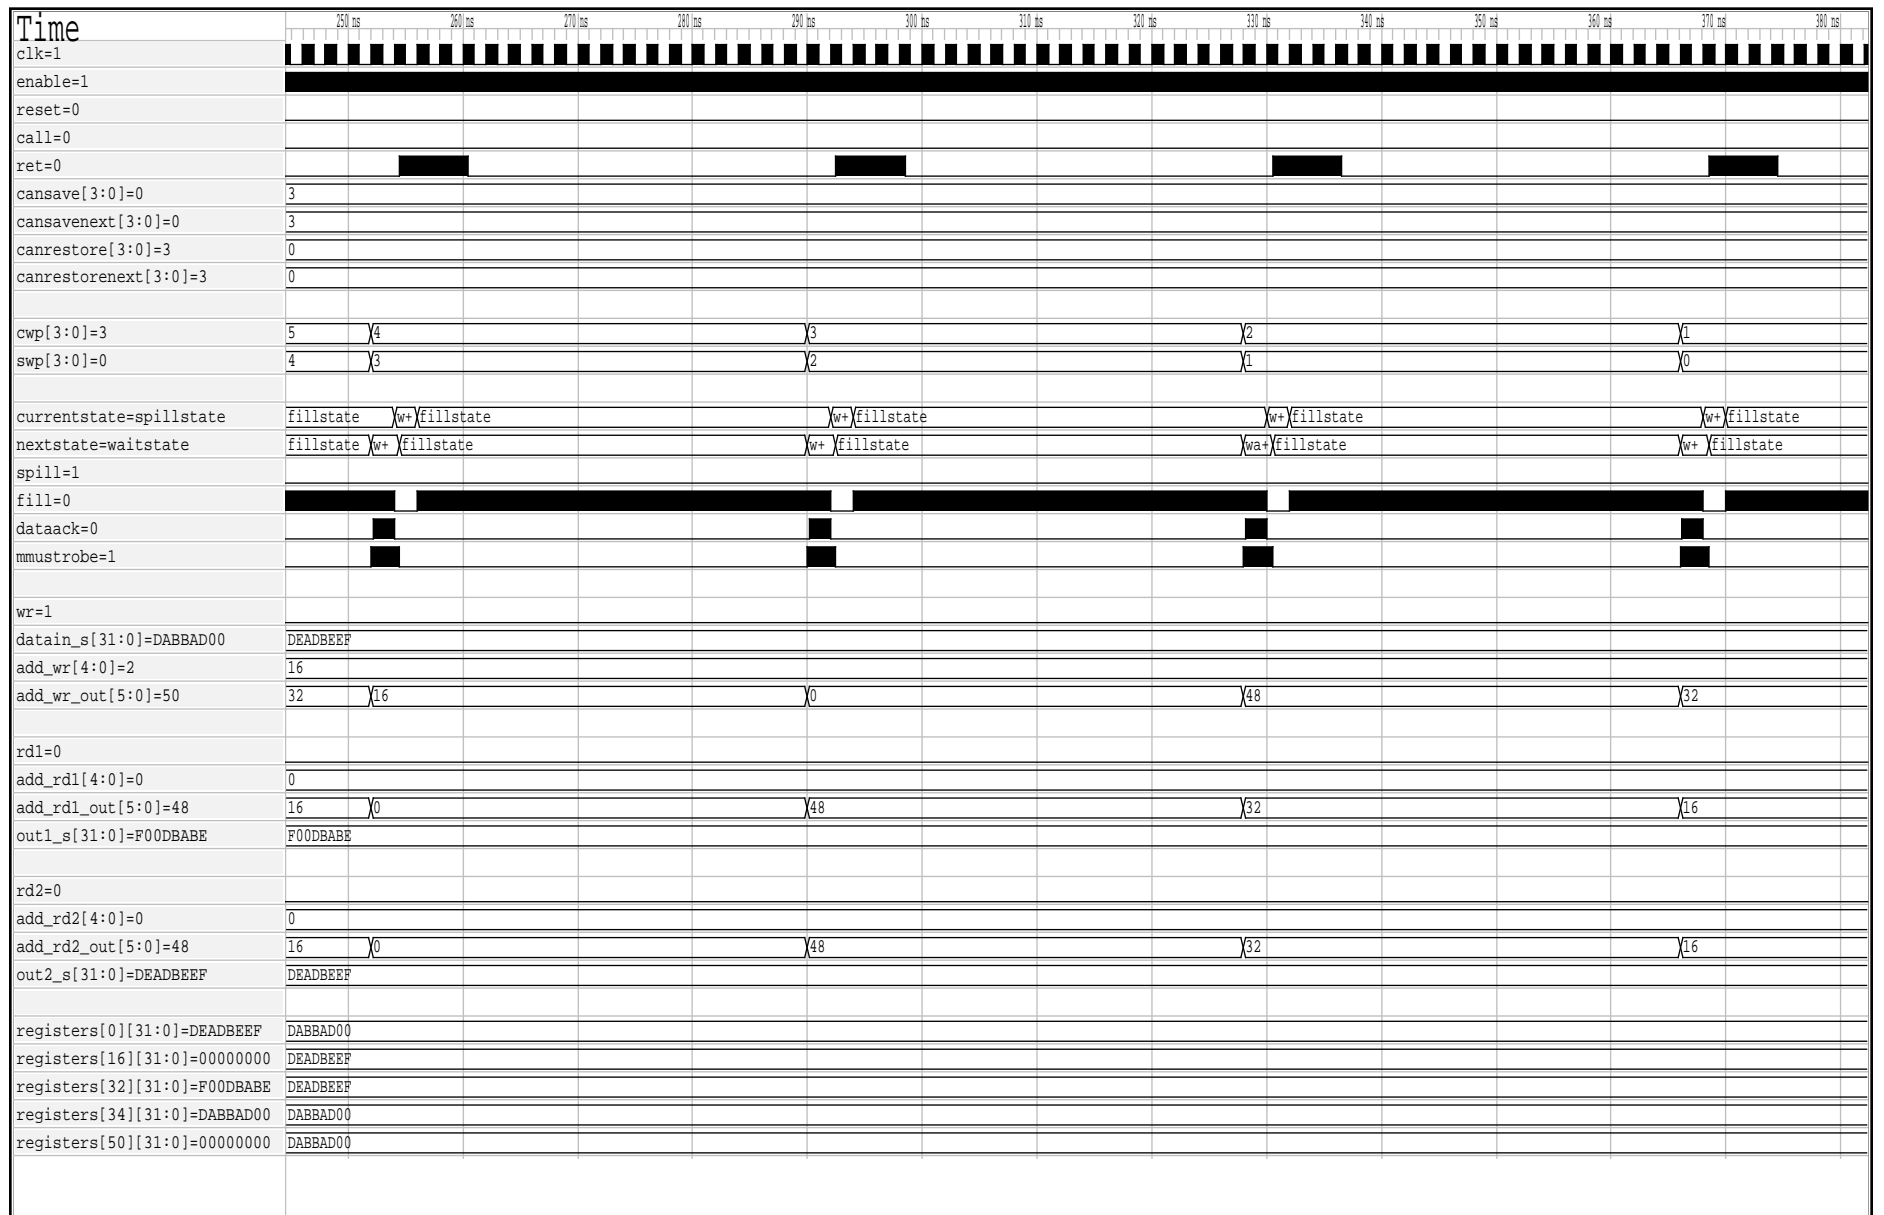 Time 250 ns 260 ns 270 ns 280 ns 290 ns 300 ns 310 ns 320 ns 330 ns 340 ns 350 ns 360 ns 370 ns 380 ns
clk=1
enable=1
reset=0
call=0
ret=0
cansave[3:0]=0 3
cansavenext[3:0]=0 3
canrestore[3:0]=3 0
canrestorenext[3:0]=3 0
cwp[3:0]=3 5 4 3 2 1
swp[3:0]=0 4 3 2 1 0
currentstate=spillstate fillstate w+ fillstate w+ fillstate w+ fillstate w+ fillstate
nextstate=waitstate fillstate w+ fillstate w+ fillstate wa+ fillstate w+ fillstate
spill=1
fill=0
dataack=0
mmustrobe=1
wr=1
datain_s[31:0]=DABBAD00 DEADBEEF
add_wr[4:0]=2 16
add_wr_out[5:0]=50 32 16 0 48 32
rd1=0
add_rd1[4:0]=0 0
add_rd1_out[5:0]=48 16 0 48 32 16
out1_s[31:0]=F00DBABE F00DBABE
rd2=0
add_rd2[4:0]=0 0
add_rd2_out[5:0]=48 16 0 48 32 16
out2_s[31:0]=DEADBEEF DEADBEEF
registers[0][31:0]=DEADBEEF DABBAD00
registers[16][31:0]=00000000 DEADBEEF
registers[32][31:0]=F00DBABE DEADBEEF
registers[34][31:0]=DABBAD00 DABBAD00
registers[50][31:0]=00000000 DABBAD00